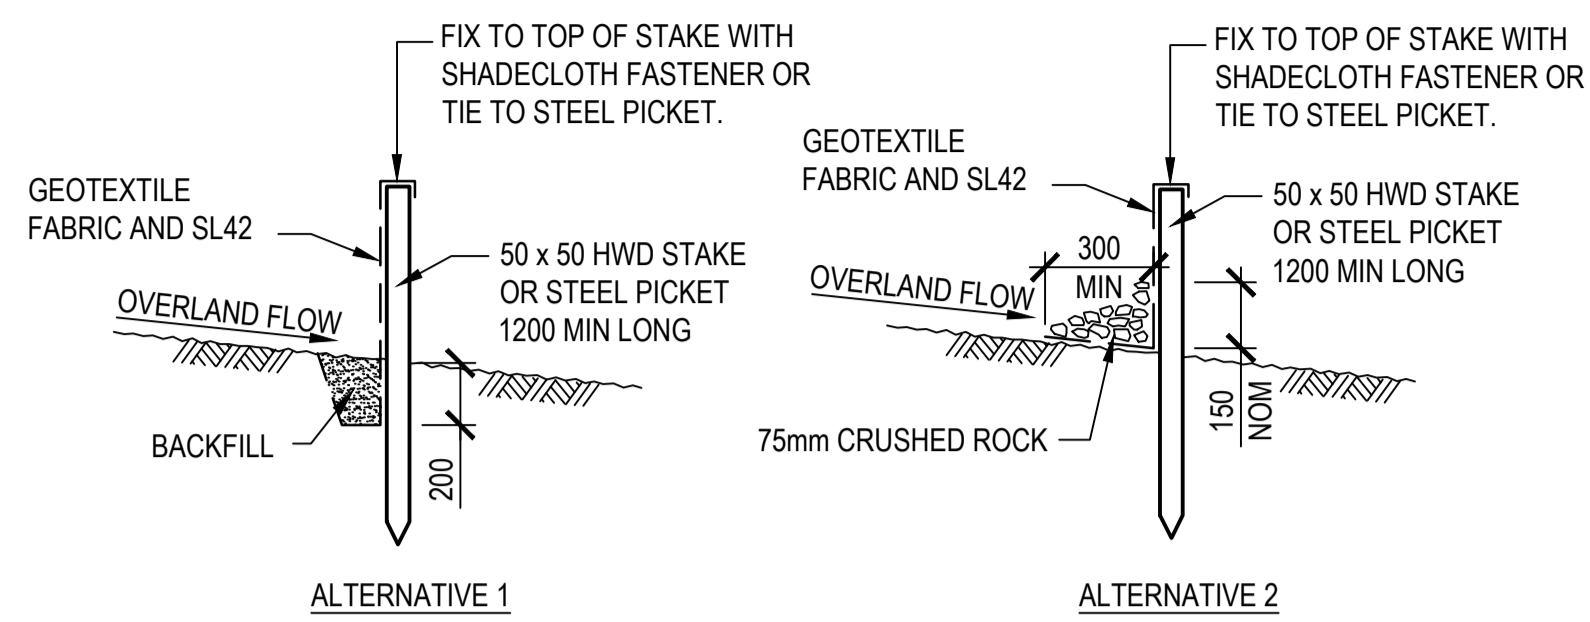 FIX TO TOP OF STAKE WITH
SHADECLOTH FASTENER OR
TIE TO STEEL PICKET.
GEOTEXTILE
FABRIC AND SL42
50 x 50 HWD STAKE
OR STEEL PICKET
1200 MIN LONG
OVERLAND FLOW
BACKFILL
200
ALTERNATIVE 1
FIX TO TOP OF STAKE WITH
SHADECLOTH FASTENER OR
TIE TO STEEL PICKET.
GEOTEXTILE
FABRIC AND SL42
50 x 50 HWD STAKE
OR STEEL PICKET
1200 MIN LONG
300
MIN
OVERLAND FLOW
75mm CRUSHED ROCK
150
NOM
ALTERNATIVE 2